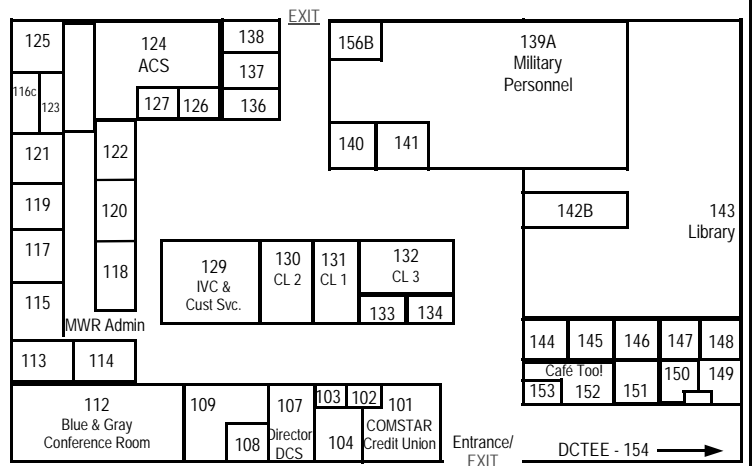 EXIT
125
124
ACS
138
156B
139A
Military
Personnel
137
116c
123
127
126
136
121
122
140
141
119
120
142B
143
Library
117
118
129
IVC &
Cust Svc.
130
CL 2
131
CL 1
132
CL 3
115
133
134
MWR Admin
144
145
146
147
148
113
114
Café Too!
153
152
151
150
149
112
Blue & Gray
Conference Room
109
108
107
Director
DCS
103
102
104
101
COMSTAR
Credit Union
Entrance/
EXIT
DCTEE - 154